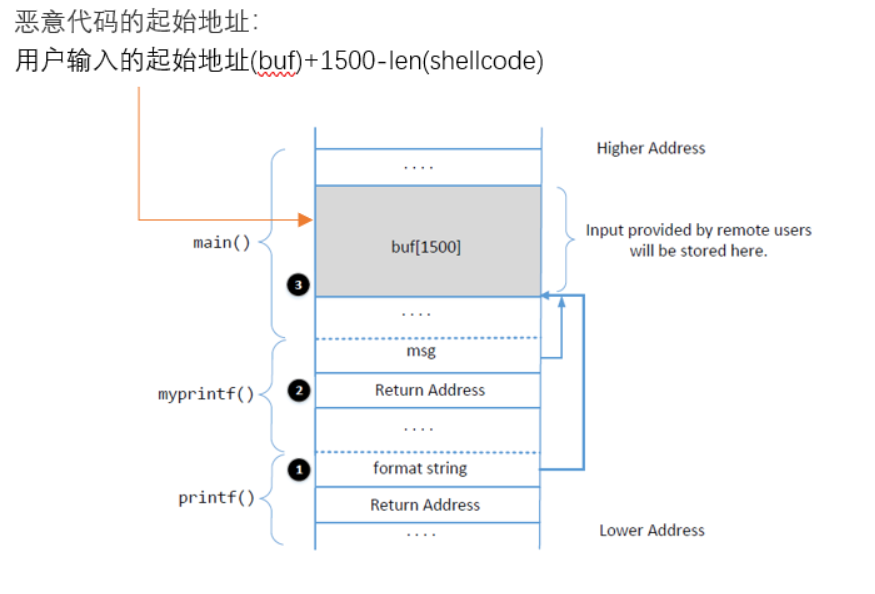 恶意代码的起始地址：
用户输入的起始地址(buf)+1500-len(shellcode)
Higher Address
....
main()
buf[1500]
Input provided by remote users
will be stored here.
3
....
msg
myprintf()
2
Return Address
....
1
format string
printf()
Return Address
....
Lower Address